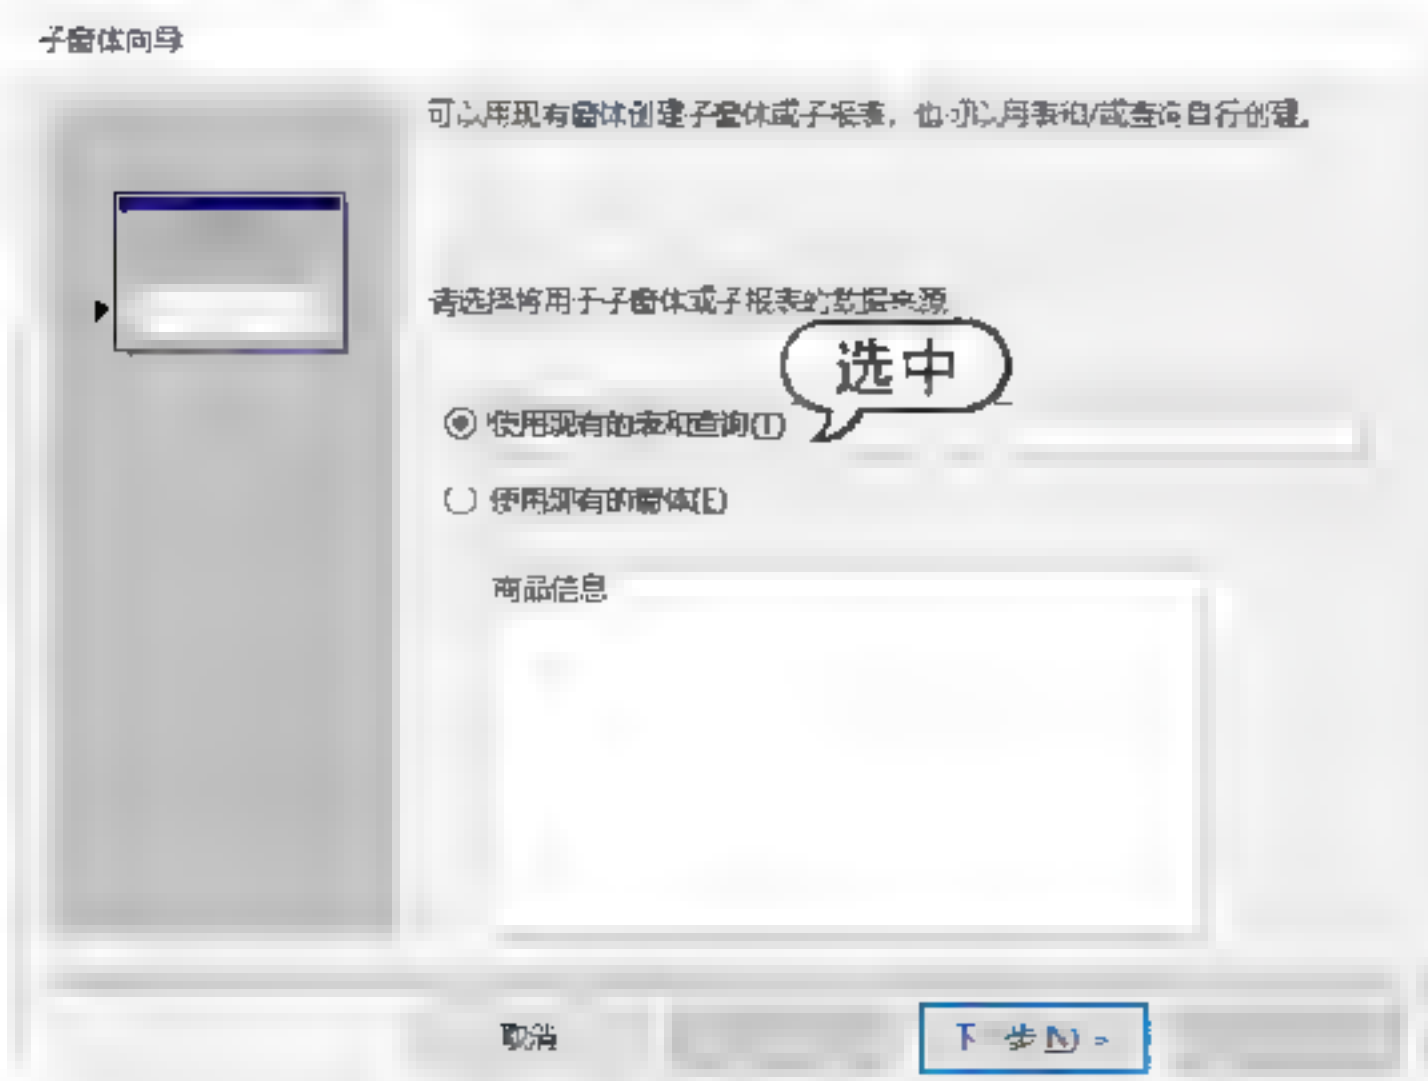 子窗体向导
可以用现有窗体创建子窗体或子报表，也可以用表和/或查询自行创建。
请选择将用于子窗体或子报表的数据来源
选中
使用现有的表和查询(T)
使用现有的窗体(E)
商品信息
取消
下一步(N) >